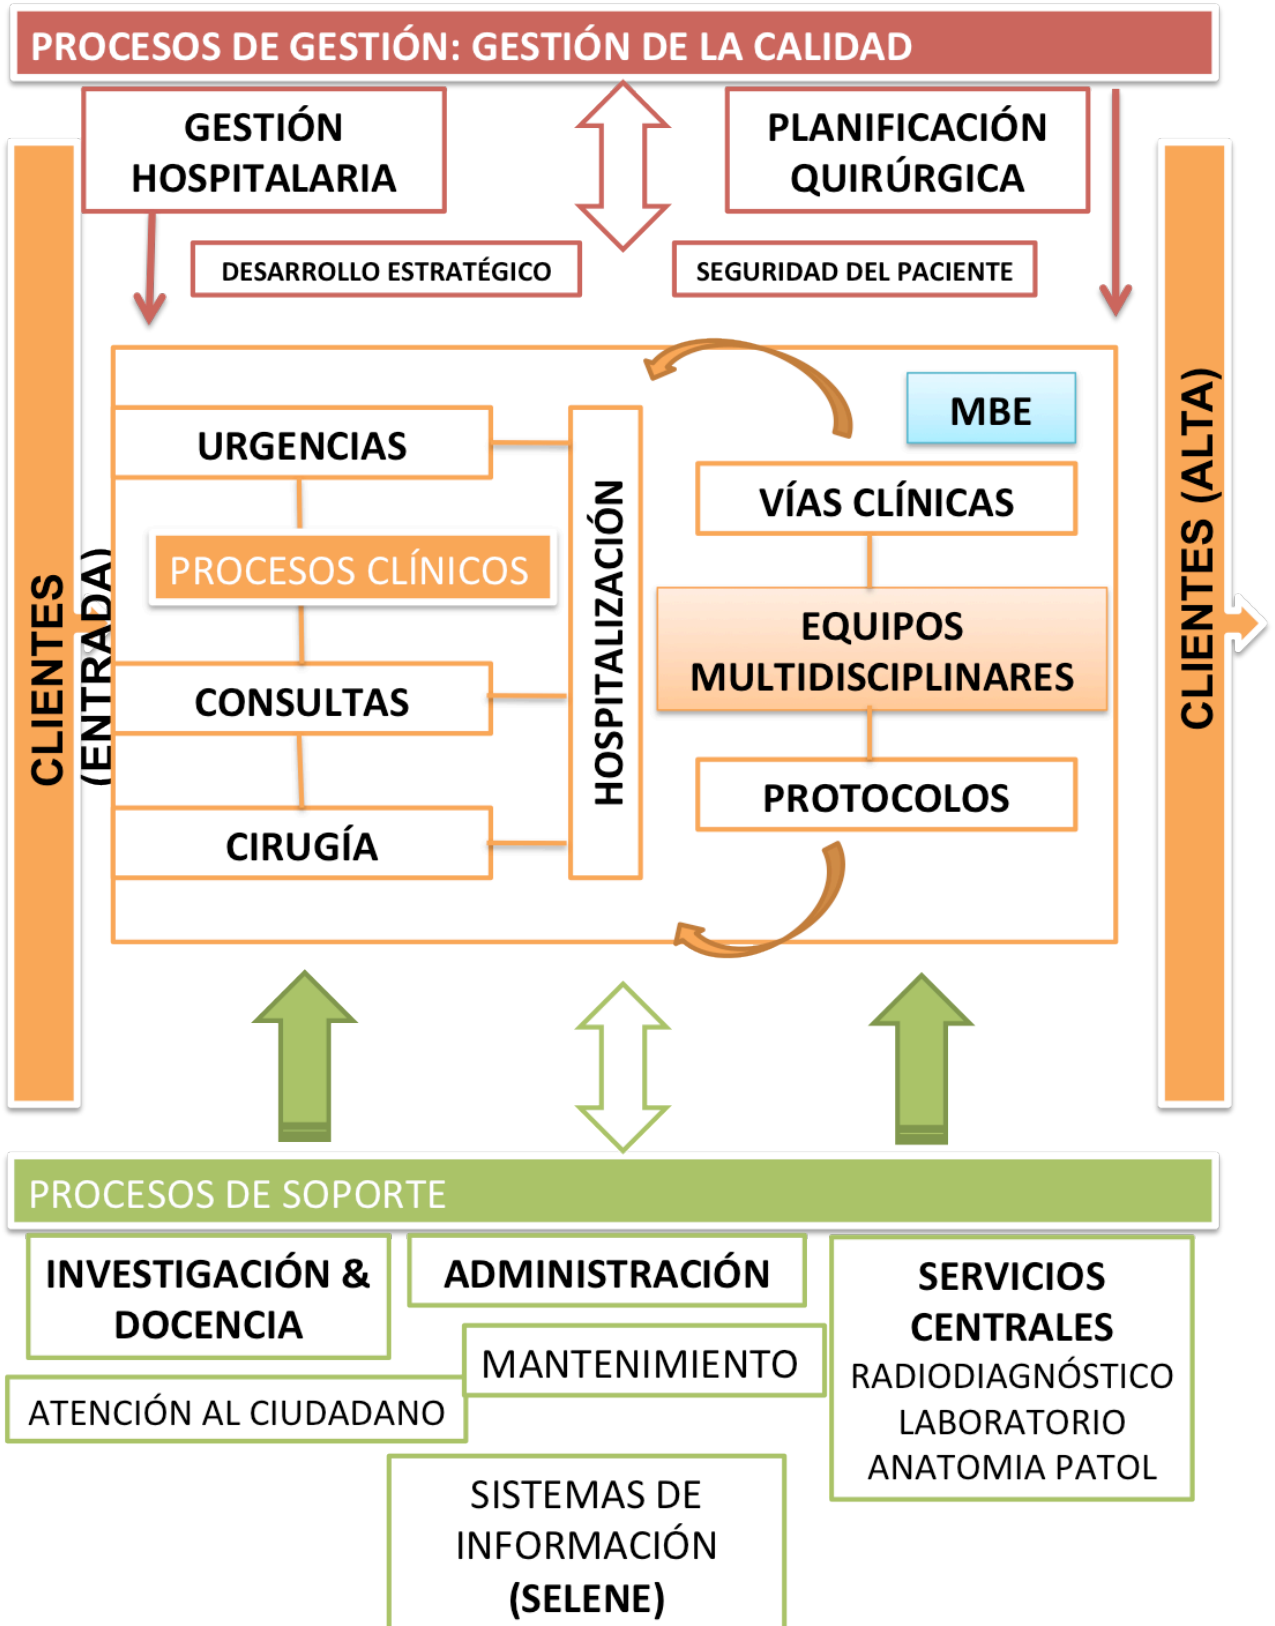 PROCESOS DE GESTIÓN: GESTIÓN DE LA CALIDAD
GESTIÓN
HOSPITALARIA
PLANIFICACIÓN
QUIRÚRGICA
DESARROLLO ESTRATÉGICO
SEGURIDAD DEL PACIENTE
CLIENTES
(ENTRADA)
URGENCIAS
PROCESOS CLÍNICOS
CONSULTAS
CIRUGÍA
HOSPITALIZACIÓN
MBE
VÍAS CLÍNICAS
EQUIPOS
MULTIDISCIPLINARES
PROTOCOLOS
CLIENTES (ALTA)
PROCESOS DE SOPORTE
INVESTIGACIÓN &
DOCENCIA
ATENCIÓN AL CIUDADANO
ADMINISTRACIÓN
MANTENIMIENTO
SERVICIOS
CENTRALES
RADIODIAGNÓSTICO
LABORATORIO
ANATOMIA PATOL
SISTEMAS DE
INFORMACIÓN
(SELENE)